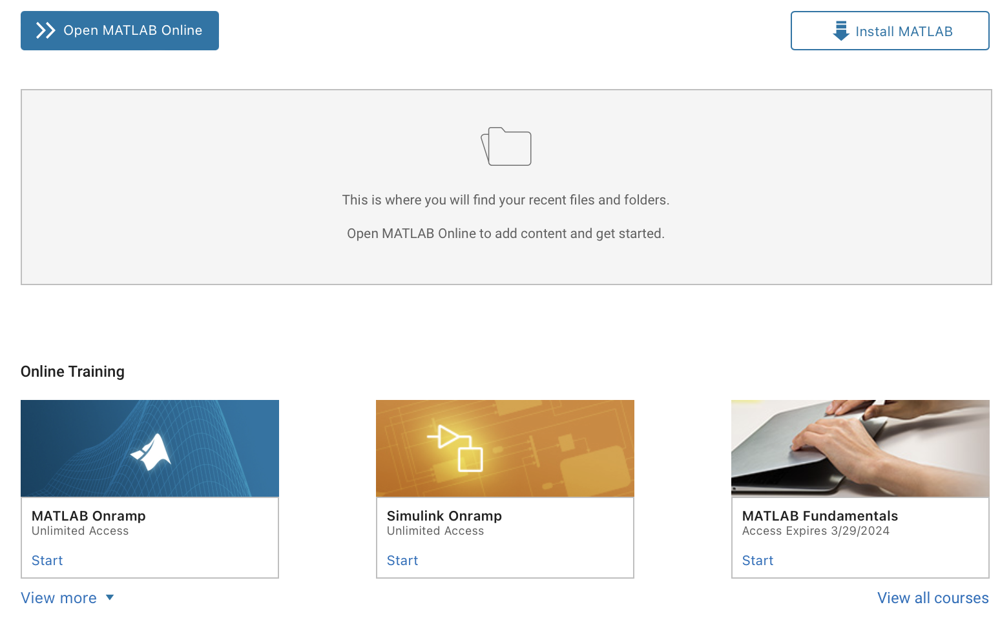 Open MATLAB Online
Install MATLAB
This is where you will find your recent files and folders.
Open MATLAB Online to add content and get started.
Online Training
MATLAB Onramp
Unlimited Access
Start
Simulink Onramp
Unlimited Access
Start
MATLAB Fundamentals
Access Expires 3/29/2024
Start
View more
View all courses